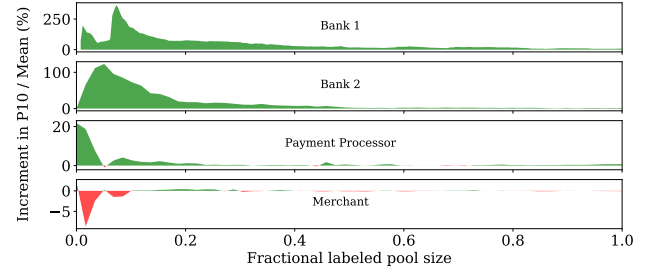 Increment in P10 / Mean (%)
250
0
Bank 1
100
0
Bank 2
20
0
Payment Processor
0
−5
Merchant
0.0 0.2 0.4 0.6 0.8 1.0
Fractional labeled pool size